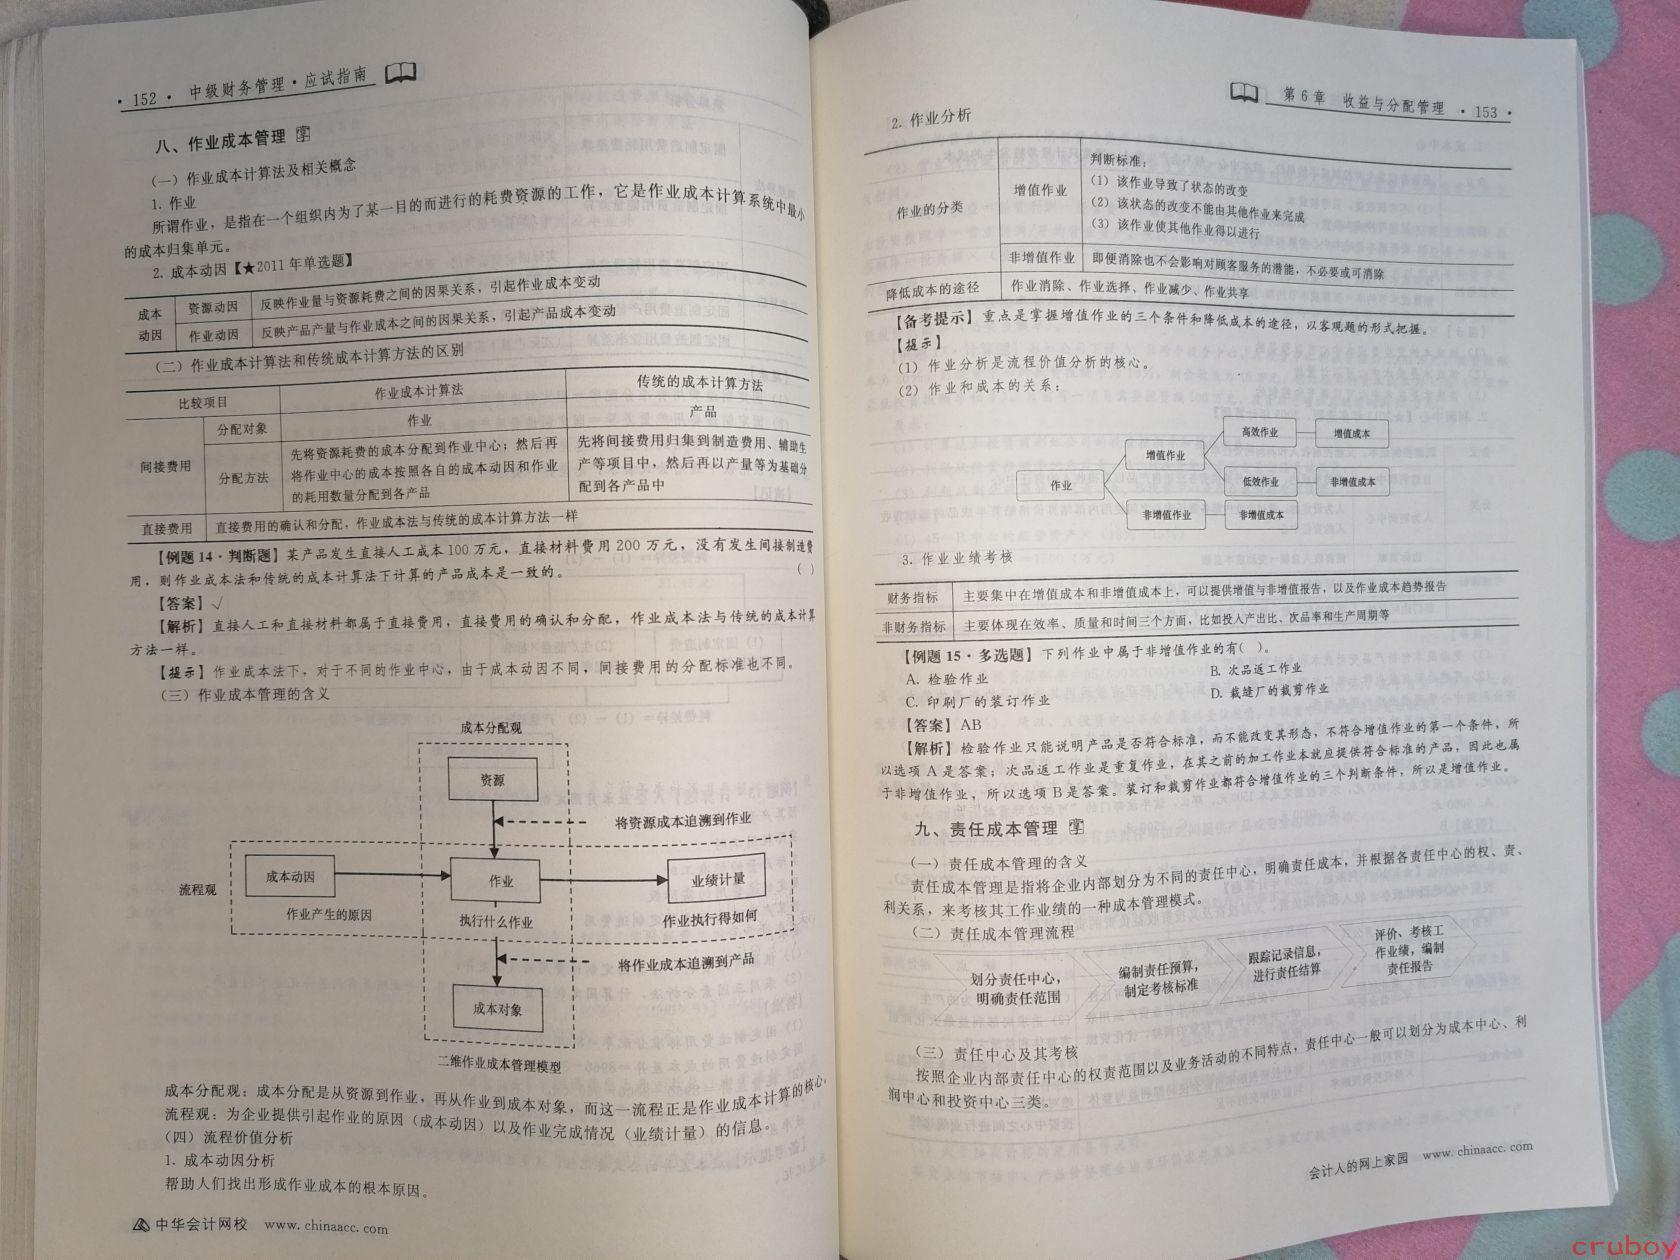 · 152 · 中级财务管理·应试指南
八、作业成本管理
（一）作业成本计算法及相关概念
1. 作业
所谓作业，是指在一个组织内为了某一目的而进行的耗费资源的工作，它是作业成本计算系统中最小
的成本归集单元。
2. 成本动因【★2011年单选题】
成本动因
资源动因 反映作业量与资源耗费之间的因果关系，引起作业成本变动
作业动因 反映产品产量与作业成本之间的因果关系，引起产品成本变动
（二）作业成本计算法和传统成本计算方法的区别
比较项目 作业成本计算法 传统的成本计算方法
间接费用
分配对象 作业 产品
分配方法
先将资源耗费的成本分配到作业中心；然后再
将作业中心的成本按照各自的成本动因和作业
的耗用数量分配到各产品
先将间接费用归集到制造费用、辅助生
产等项目中，然后再以产量等为基础分
配到各产品中
直接费用 直接费用的确认和分配，作业成本法与传统的成本计算方法一样
【例题14·判断题】某产品发生直接人工成本100万元，直接材料费用200万元，没有发生间接制造费
用，则作业成本法和传统的成本计算法下计算的产品成本是一致的。 （ ）
【答案】√
【解析】直接人工和直接材料都属于直接费用，直接费用的确认和分配，作业成本法与传统的成本计算
方法一样。
【提示】作业成本法下，对于不同的作业中心，由于成本动因不同，间接费用的分配标准也不同。
（三）作业成本管理的含义
成本分配观
资源
将资源成本追溯到作业
流程观
成本动因
作业
业绩计量
作业产生的原因
执行什么作业
作业执行得如何
将作业成本追溯到产品
成本对象
二维作业成本管理模型
成本分配观：成本分配是从资源到作业，再从作业到成本对象，而这一流程正是作业成本计算的核心。
流程观：为企业提供引起作业的原因（成本动因）以及作业完成情况（业绩计量）的信息。
（四）流程价值分析
1. 成本动因分析
帮助人们找出形成作业成本的根本原因。
中华会计网校 www.chinaacc.com
第6章 收益与分配管理 · 153 ·
2. 作业分析
作业的分类
增值作业
判断标准：
（1）该作业导致了状态的改变
（2）该状态的改变不能由其他作业来完成
（3）该作业使其他作业得以进行
非增值作业 即便消除也不会影响对顾客服务的潜能，不必要或可消除
降低成本的途径 作业消除、作业选择、作业减少、作业共享
【备考提示】重点是掌握增值作业的三个条件和降低成本的途径，以客观题的形式把握。
【提示】
（1）作业分析是流程价值分析的核心。
（2）作业和成本的关系：
高效作业 增值成本
增值作业
低效作业 非增值成本
作业
非增值作业 非增值成本
3. 作业业绩考核
财务指标 主要集中在增值成本和非增值成本上，可以提供增值与非增值报告，以及作业成本趋势报告
非财务指标 主要体现在效率、质量和时间三个方面，比如投入产出比、次品率和生产周期等
【例题15·多选题】下列作业中属于非增值作业的有（ ）。
A. 检验作业 B. 次品返工作业
C. 印刷厂的装订作业 D. 裁缝厂的裁剪作业
【答案】AB
【解析】检验作业只能说明产品是否符合标准，而不能改变其形态，不符合增值作业的第一个条件，所
以选项A是答案；次品返工作业是重复作业，在其之前的加工作业本就应提供符合标准的产品，因此也属
于非增值作业，所以选项B是答案。装订和裁剪作业都符合增值作业的三个判断条件，所以是增值作业。
九、责任成本管理
（一）责任成本管理的含义
责任成本管理是指将企业内部划分为不同的责任中心，明确责任成本，并根据各责任中心的权、责、
利关系，来考核其工作业绩的一种成本管理模式。
（二）责任成本管理流程
划分责任中心，
明确责任范围
编制责任预算，
制定考核标准
跟踪记录信息，
进行责任结算
评价、考核工
作业绩，编制
责任报告
（三）责任中心及其考核
按照企业内部责任中心的权责范围以及业务活动的不同特点，责任中心一般可以划分为成本中心、利
润中心和投资中心三类。
会计人的网上家园 www.chinaacc.com
cruboy